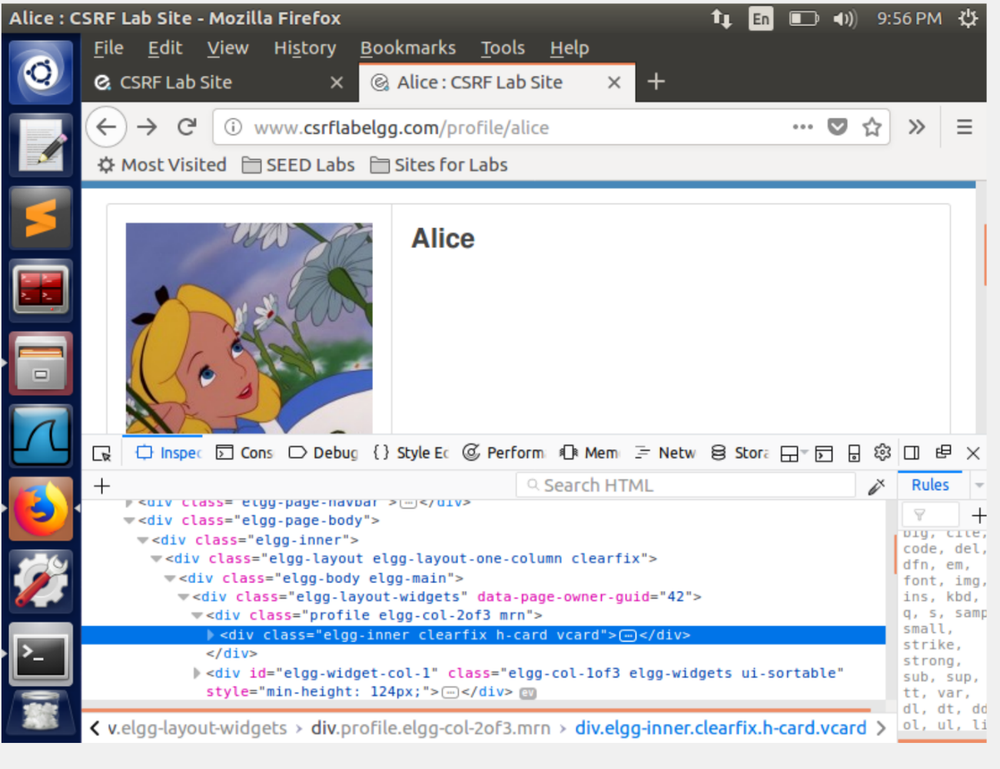 Alice : CSRF Lab Site - Mozilla Firefox
En
9:56 PM
File Edit View History Bookmarks Tools Help
CSRF Lab Site
Alice : CSRF Lab Site
www.csrflabelgg.com/profile/alice
Most Visited SEED Labs Sites for Labs
Alice
Inspec Cons Debug {} Style Ec Perform Mem Netw Stora
+ Search HTML
Rules
<div class="elgg-page-navbar"></div>
<div class="elgg-page-body">
<div class="elgg-inner">
<div class="elgg-layout elgg-layout-one-column clearfix">
<div class="elgg-body elgg-main">
<div class="elgg-layout-widgets" data-page-owner-guid="42">
<div class="profile elgg-col-2of3 mrn">
<div class="elgg-inner clearfix h-card vcard"></div>
</div>
<div id="elgg-widget-col-1" class="elgg-col-1of3 elgg-widgets ui-sortable"
style="min-height: 124px;"></div> ev
big, cite,
code, del,
dfn, em,
font, img,
ins, kbd,
q, s, samp
small,
strike,
strong,
sub, sup,
tt, var,
dl, dt, dd
ol, ul, li
v.elgg-layout-widgets › div.profile.elgg-col-2of3.mrn › div.elgg-inner.clearfix.h-card.vcard